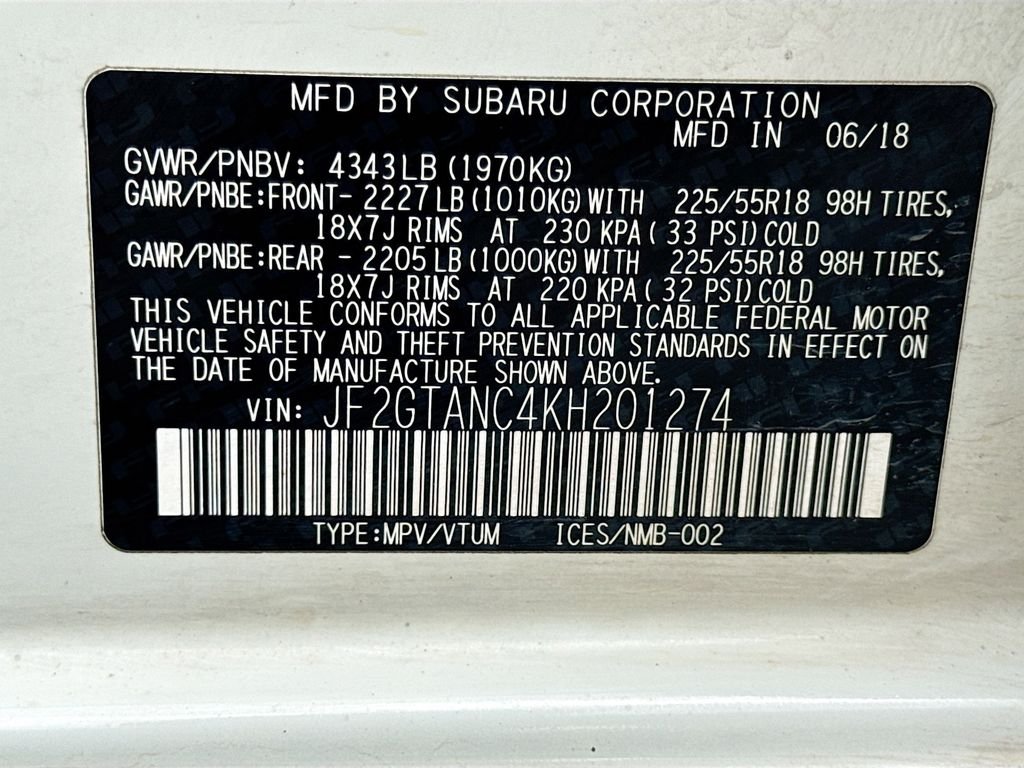 MFD BY SUBARU CORPORATION
MFD IN 06/18
GVWR/PNBV: 4343LB (1970KG)
GAWR/PNBE:FRONT- 2227LB (1010KG) WITH 225/55R18 98H TIRES,
18X7J RIMS AT 230 KPA ( 33 PSI) COLD
GAWR/PNBE:REAR - 2205LB (1000KG) WITH 225/55R18 98H TIRES,
18X7J RIMS AT 220 KPA ( 32 PSI) COLD
THIS VEHICLE CONFORMS TO ALL APPLICABLE FEDERAL MOTOR
VEHICLE SAFETY AND THEFT PREVENTION STANDARDS IN EFFECT ON
THE DATE OF MANUFACTURE SHOWN ABOVE.
VIN: JF2GTANC4KH201274
TYPE:MPV/VTUM ICES/NMB-002